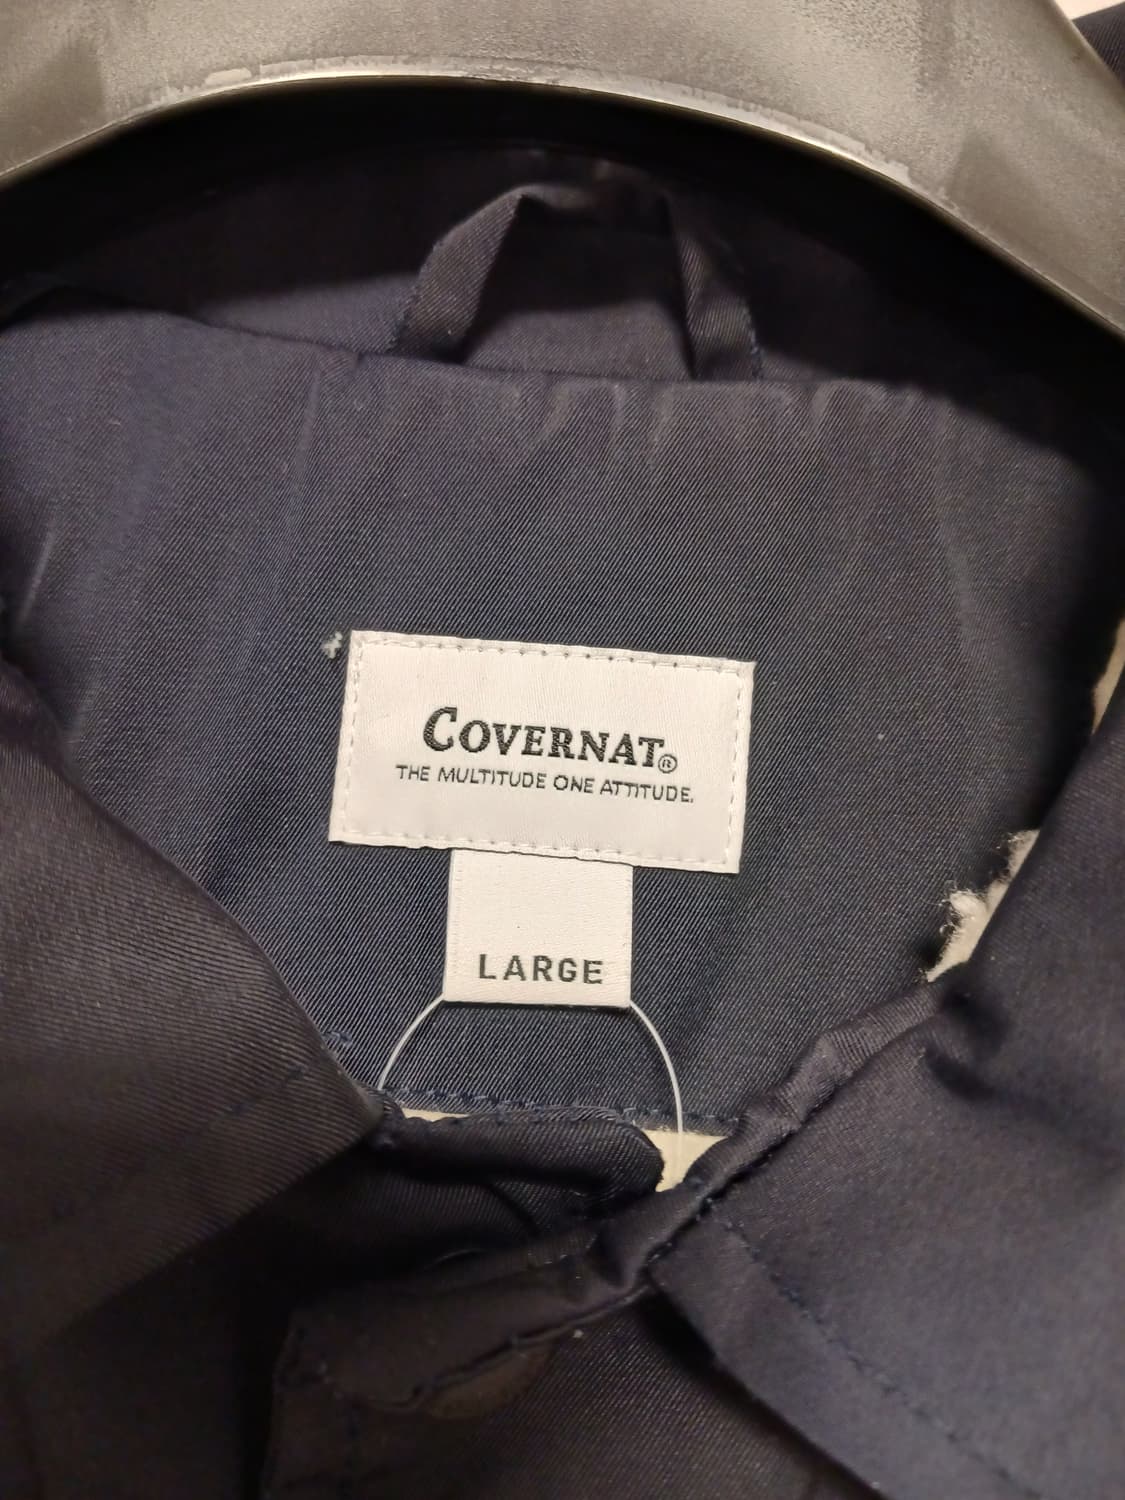 COVERNAT®
THE MULTITUDE ONE ATTITUDE.
LARGE